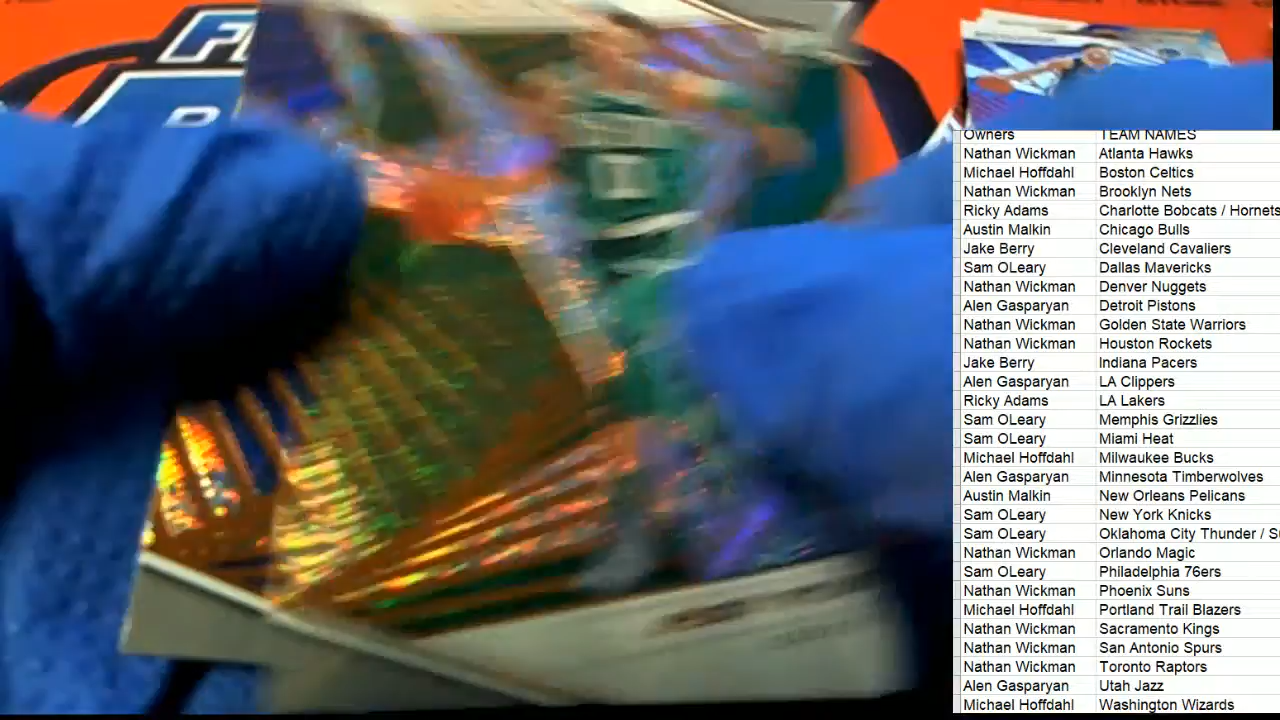 Owners TEAM NAMES
Nathan Wickman Atlanta Hawks
Michael Hoffdahl Boston Celtics
Nathan Wickman Brooklyn Nets
Ricky Adams Charlotte Bobcats / Hornets
Austin Malkin Chicago Bulls
Jake Berry Cleveland Cavaliers
Sam OLeary Dallas Mavericks
Nathan Wickman Denver Nuggets
Alen Gasparyan Detroit Pistons
Nathan Wickman Golden State Warriors
Nathan Wickman Houston Rockets
Jake Berry Indiana Pacers
Alen Gasparyan LA Clippers
Ricky Adams LA Lakers
Sam OLeary Memphis Grizzlies
Sam OLeary Miami Heat
Michael Hoffdahl Milwaukee Bucks
Alen Gasparyan Minnesota Timberwolves
Austin Malkin New Orleans Pelicans
Sam OLeary New York Knicks
Sam OLeary Oklahoma City Thunder /
Nathan Wickman Orlando Magic
Sam OLeary Philadelphia 76ers
Nathan Wickman Phoenix Suns
Michael Hoffdahl Portland Trail Blazers
Nathan Wickman Sacramento Kings
Nathan Wickman San Antonio Spurs
Nathan Wickman Toronto Raptors
Alen Gasparyan Utah Jazz
Michael Hoffdahl Washington Wizards